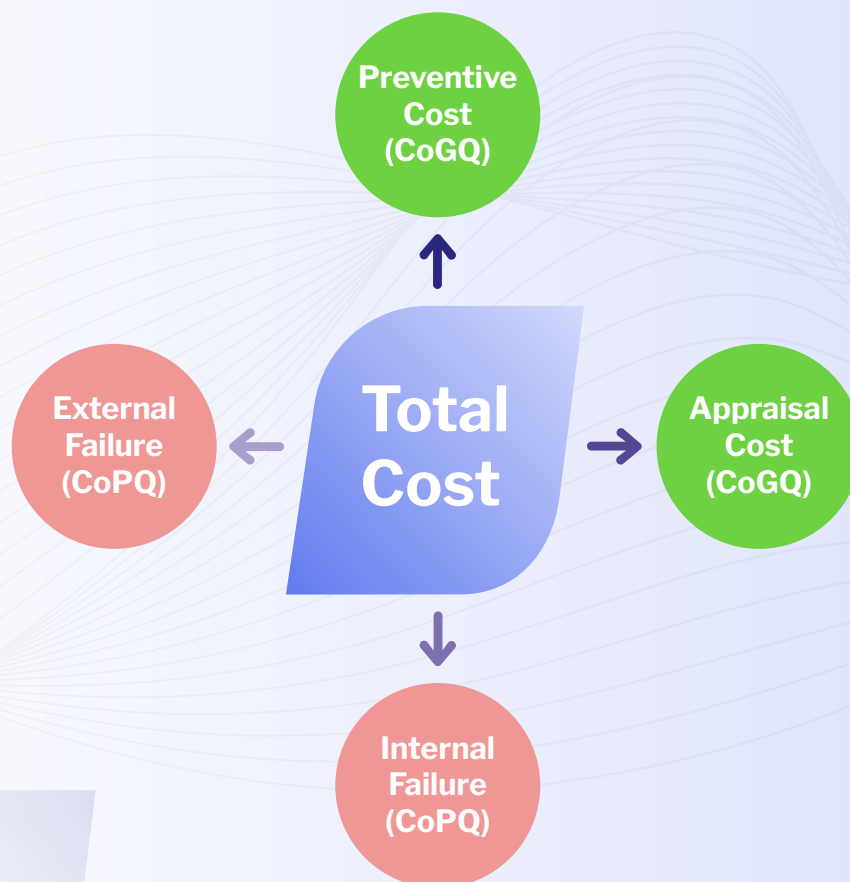 Preventive
Cost
(CoGQ)
External
Failure
(CoPQ)
Total
Cost
Appraisal
Cost
(CoGQ)
Internal
Failure
(CoPQ)